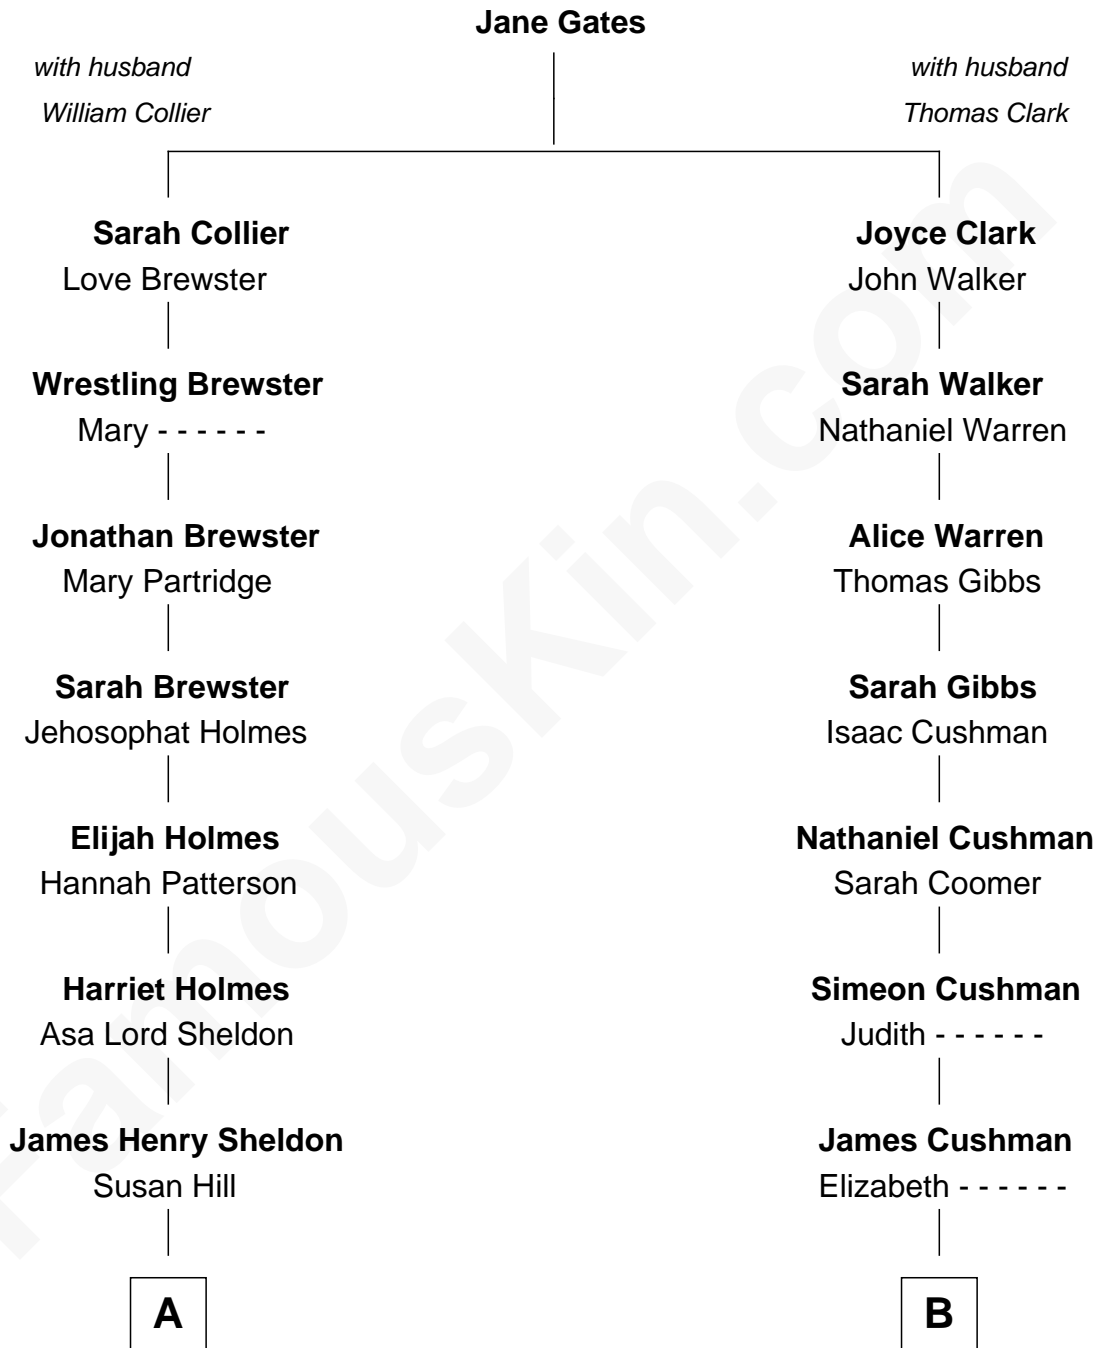 Jane Gates
with husband
William Collier
with husband
Thomas Clark
Sarah Collier
Love Brewster
Joyce Clark
John Walker
Wrestling Brewster
Mary - - - - - -
Sarah Walker
Nathaniel Warren
Jonathan Brewster
Mary Partridge
Alice Warren
Thomas Gibbs
Sarah Brewster
Jehosophat Holmes
Sarah Gibbs
Isaac Cushman
Elijah Holmes
Hannah Patterson
Nathaniel Cushman
Sarah Coomer
Harriet Holmes
Asa Lord Sheldon
Simeon Cushman
Judith - - - - - -
James Henry Sheldon
Susan Hill
James Cushman
Elizabeth - - - - - -
A
B
FamousKin.com